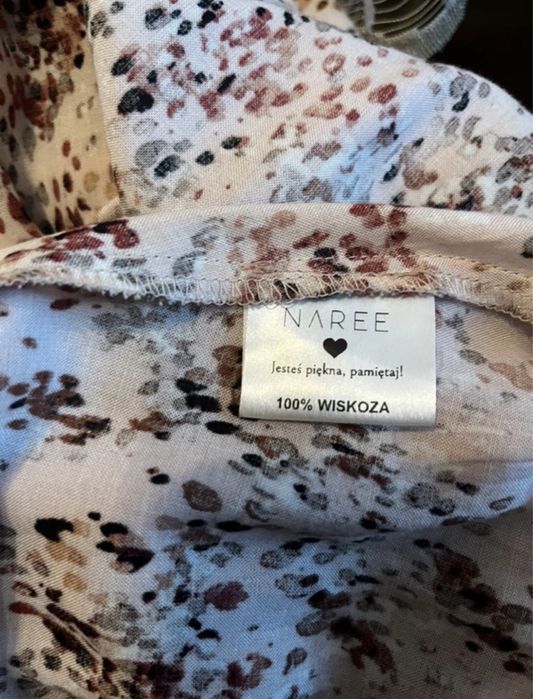 NAREE
Jesteś piękna, pamiętaj!
100% WISKOZA